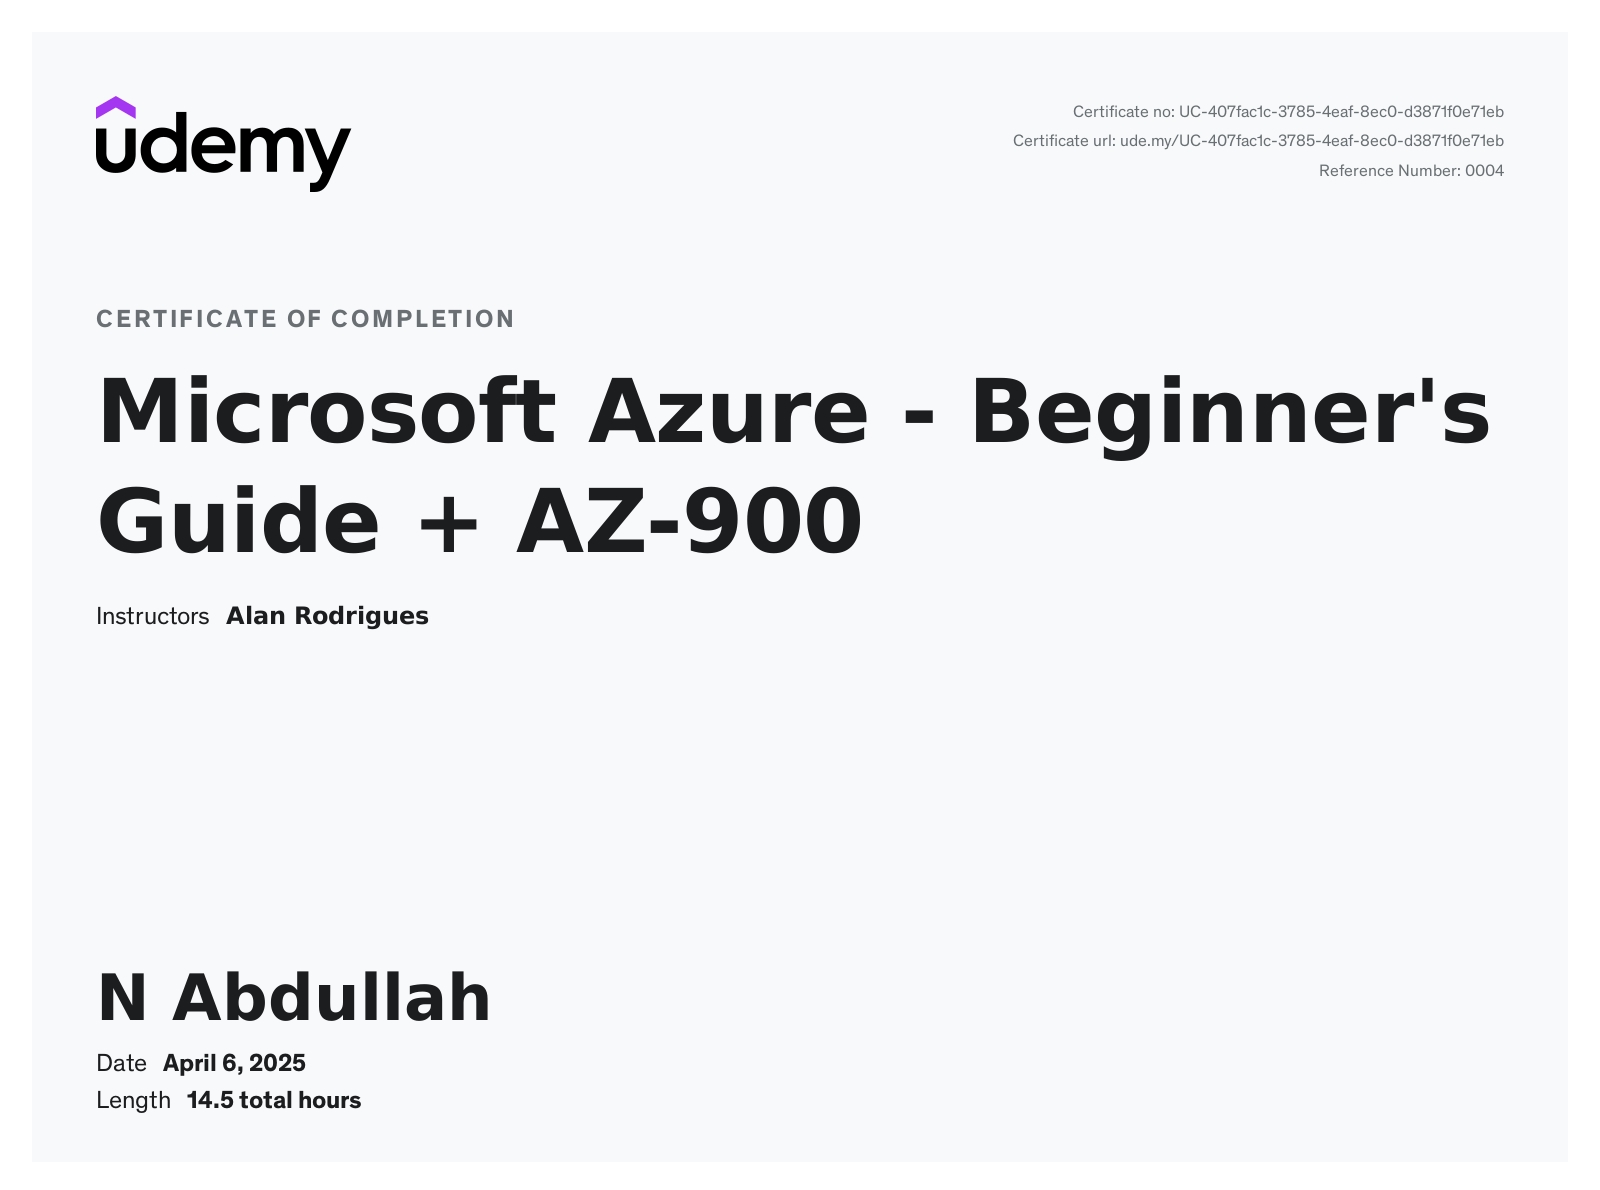 udemy
Certificate no: UC-407fac1c-3785-4eaf-8ec0-d3871f0e71eb
Certificate url: ude.my/UC-407fac1c-3785-4eaf-8ec0-d3871f0e71eb
Reference Number: 0004
CERTIFICATE OF COMPLETION
Microsoft Azure - Beginner's
Guide + AZ-900
Instructors Alan Rodrigues
N Abdullah
Date April 6, 2025
Length 14.5 total hours